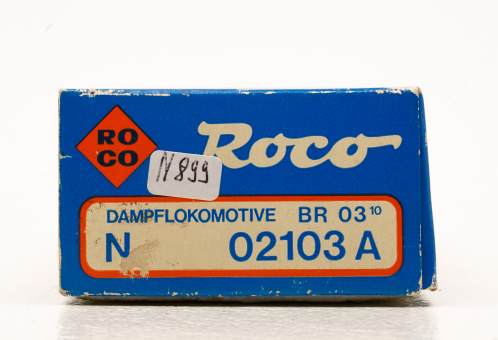 RO
CO
Roco
N899
DAMPFLOKOMOTIVE BR 03¹⁰
N 02103 A